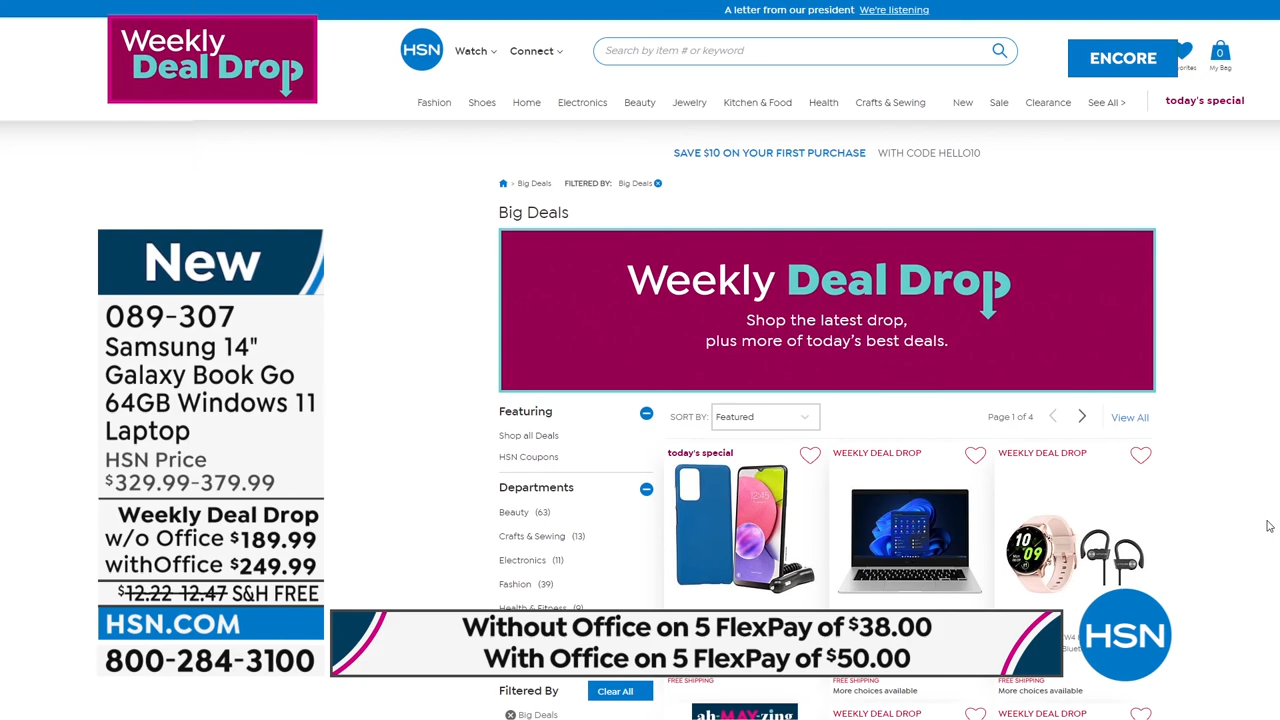 A letter from our president We're listening
Weekly
Deal Drop
HSN
Watch
Connect
Search by item # or keyword
ENCORE
0
My Bag
Fashion Shoes Home Electronics Beauty Jewelry Kitchen & Food Health Crafts & Sewing New Sale Clearance See All > today's special
SAVE $10 ON YOUR FIRST PURCHASE WITH CODE HELLO10
> Big Deals FILTERED BY: Big Deals
Big Deals
Weekly Deal Drop
Shop the latest drop,
plus more of today's best deals.
New
089-307
Samsung 14"
Galaxy Book Go
64GB Windows 11
Laptop
HSN Price
$329.99-379.99
Weekly Deal Drop
w/o Office $189.99
withOffice $249.99
$12.22-12.47 S&H FREE
HSN.COM
800-284-3100
Featuring
Shop all Deals
HSN Coupons
Departments
Beauty (63)
Crafts & Sewing (13)
Electronics (11)
Fashion (39)
Health & Fitness (9)
SORT BY: Featured
Page 1 of 4
View All
today's special
WEEKLY DEAL DROP
WEEKLY DEAL DROP
10
09
Without Office on 5 FlexPay of $38.00
With Office on 5 FlexPay of $50.00
HSN
FREE SHIPPING
FREE SHIPPING
FREE SHIPPING
More choices available
More choices available
Filtered By
Clear All
Big Deals
ah-MAY-zing
WEEKLY DEAL DROP
WEEKLY DEAL DROP